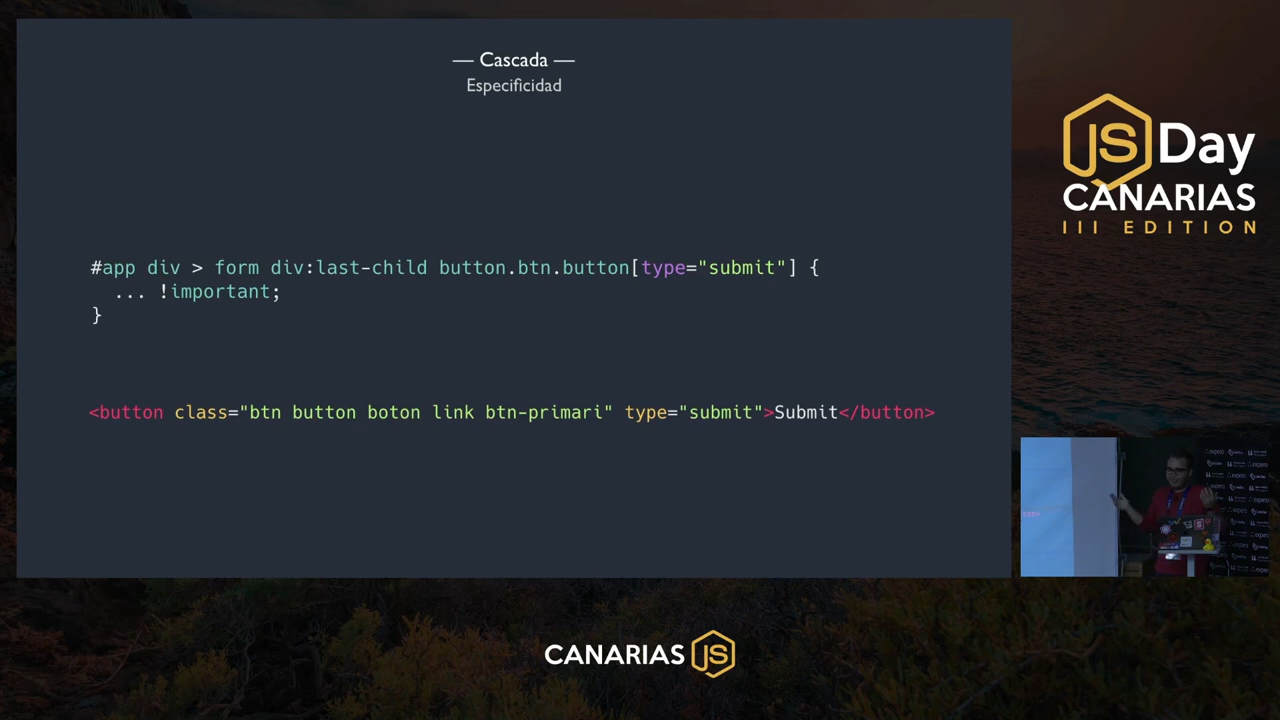 — Cascada —
Especificidad
#app div > form div:last-child button.btn.button[type="submit"] {
... !important;
}
<button class="btn button boton link btn-primari" type="submit">Submit</button>
JS Day
CANARIAS
III EDITION
CANARIAS JS